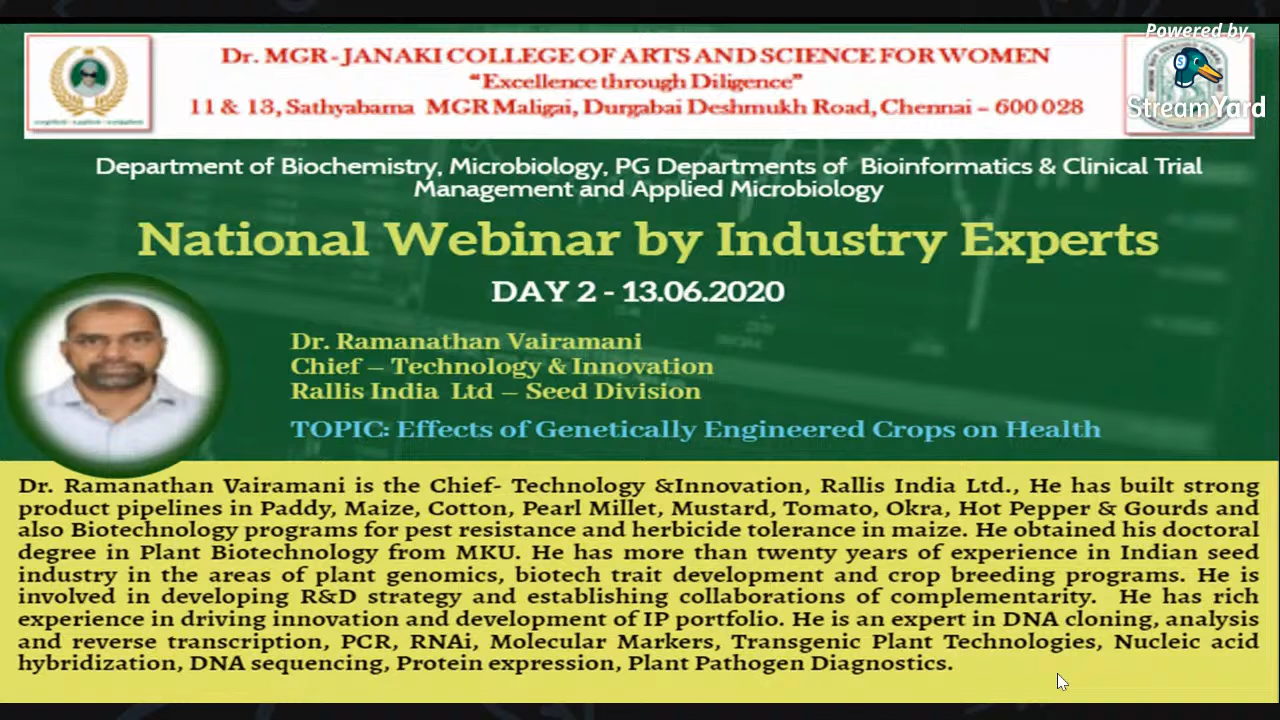 Powered by
StreamYard
Dr. MGR - JANAKI COLLEGE OF ARTS AND SCIENCE FOR WOMEN
“Excellence through Diligence”
11 & 13, Sathyabama MGR Maligai, Durgabai Deshmukh Road, Chennai – 600 028
Department of Biochemistry, Microbiology, PG Departments of Bioinformatics & Clinical Trial
Management and Applied Microbiology
National Webinar by Industry Experts
DAY 2 - 13.06.2020
Dr. Ramanathan Vairamani
Chief – Technology & Innovation
Rallis India Ltd – Seed Division
TOPIC: Effects of Genetically Engineered Crops on Health
Dr. Ramanathan Vairamani is the Chief- Technology &Innovation, Rallis India Ltd., He has built strong
product pipelines in Paddy, Maize, Cotton, Pearl Millet, Mustard, Tomato, Okra, Hot Pepper & Gourds and
also Biotechnology programs for pest resistance and herbicide tolerance in maize. He obtained his doctoral
degree in Plant Biotechnology from MKU. He has more than twenty years of experience in Indian seed
industry in the areas of plant genomics, biotech trait development and crop breeding programs. He is
involved in developing R&D strategy and establishing collaborations of complementarity. He has rich
experience in driving innovation and development of IP portfolio. He is an expert in DNA cloning, analysis
and reverse transcription, PCR, RNAi, Molecular Markers, Transgenic Plant Technologies, Nucleic acid
hybridization, DNA sequencing, Protein expression, Plant Pathogen Diagnostics.